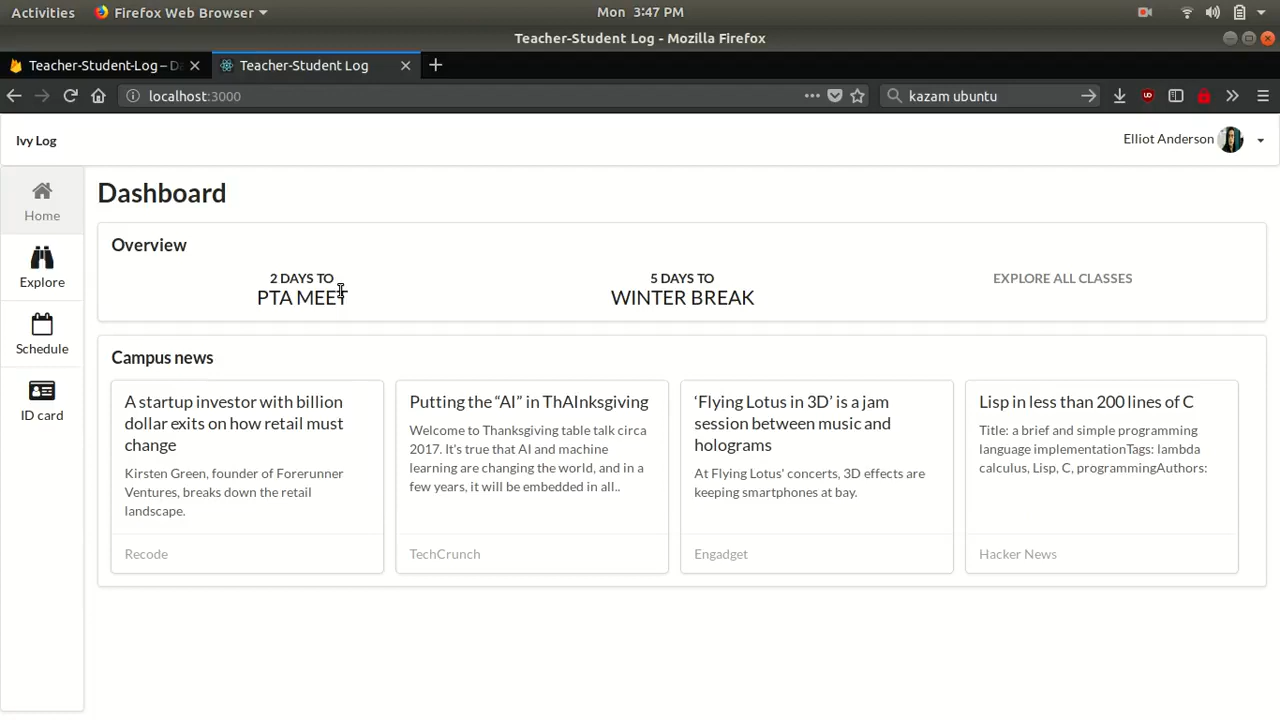 Activities Firefox Web Browser Mon 3:47 PM
Teacher-Student Log - Mozilla Firefox
Teacher-Student-Log – D Teacher-Student Log
localhost:3000 kazam ubuntu
Ivy Log Elliot Anderson
Home
Explore
Schedule
ID card
Dashboard
Overview
2 DAYS TO
PTA MEET
5 DAYS TO
WINTER BREAK
EXPLORE ALL CLASSES
Campus news
A startup investor with billion
dollar exits on how retail must
change
Kirsten Green, founder of Forerunner
Ventures, breaks down the retail
landscape.
Recode
Putting the “AI” in ThAInksgiving
Welcome to Thanksgiving table talk circa
2017. It's true that AI and machine
learning are changing the world, and in a
few years, it will be embedded in all..
TechCrunch
‘Flying Lotus in 3D’ is a jam
session between music and
holograms
At Flying Lotus' concerts, 3D effects are
keeping smartphones at bay.
Engadget
Lisp in less than 200 lines of C
Title: a brief and simple programming
language implementationTags: lambda
calculus, Lisp, C, programmingAuthors:
Hacker News